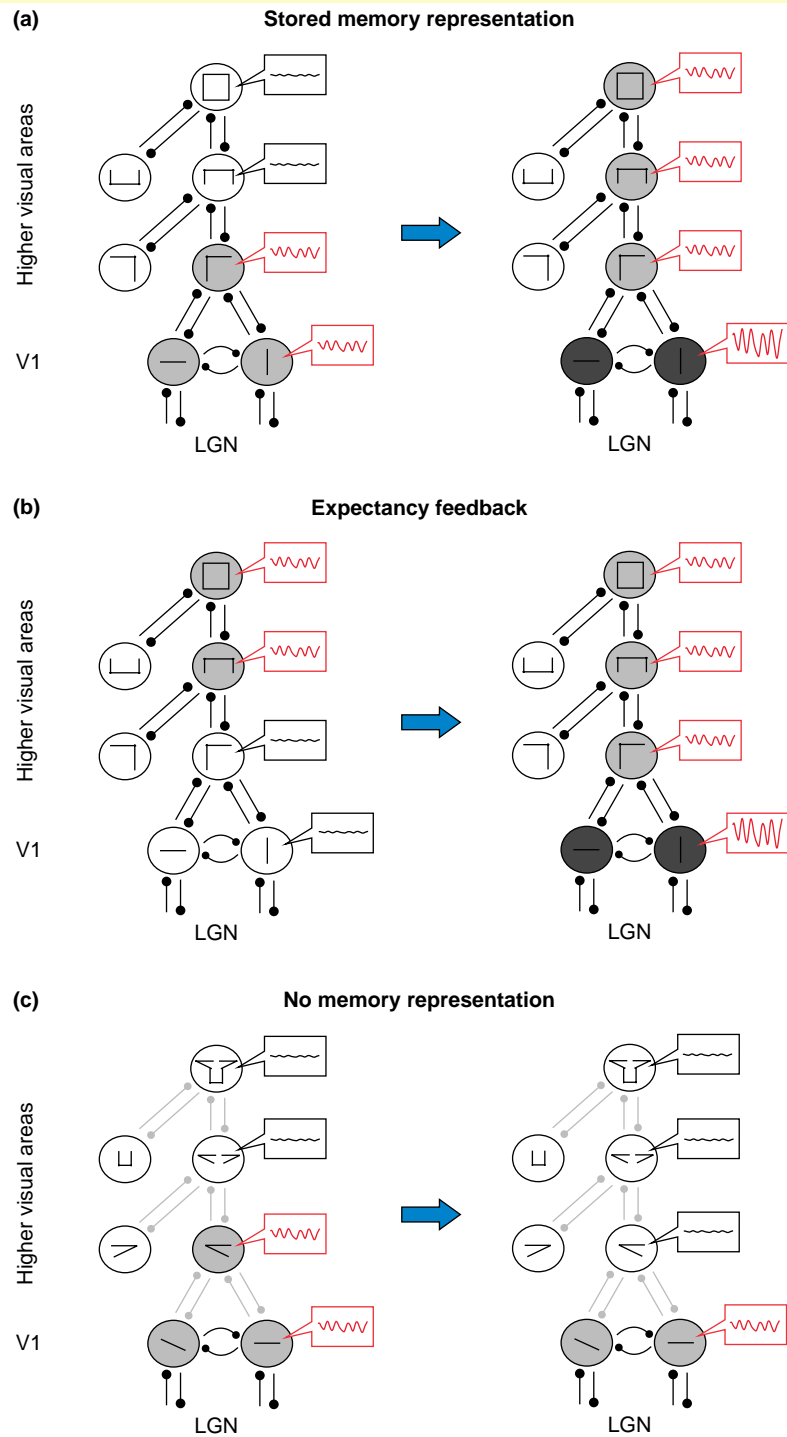 (a) Stored memory representation
Higher visual areas
V1
LGN
LGN
(b) Expectancy feedback
Higher visual areas
V1
LGN
LGN
(c) No memory representation
Higher visual areas
V1
LGN
LGN